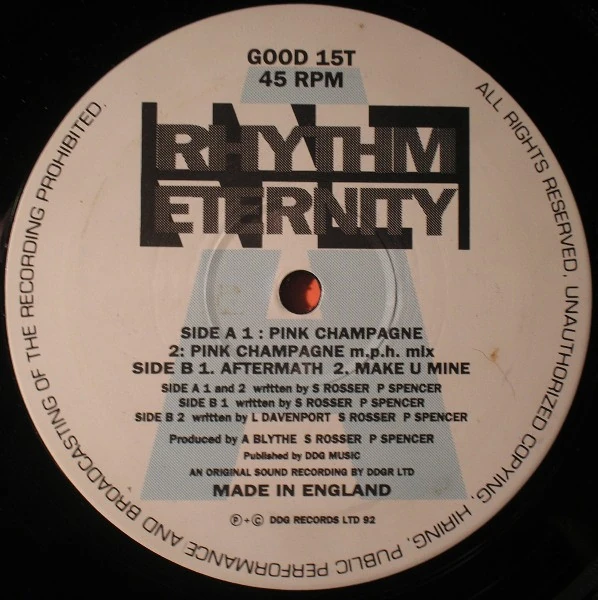 GOOD 15T
45 RPM
RHYTHM
ETERNITY
SIDE A 1 : PINK CHAMPAGNE
2: PINK CHAMPAGNE m.p.h. mix
SIDE B 1. AFTERMATH 2. MAKE U MINE
SIDE A 1 and 2 written by S ROSSER P SPENCER
SIDE B 1 written by S ROSSER P SPENCER
SIDE B 2 written by L DAVENPORT S ROSSER P SPENCER
Produced by A BLYTHE S ROSSER P SPENCER
Published by DDG MUSIC
AN ORIGINAL SOUND RECORDING BY DDGR LTD
MADE IN ENGLAND
℗ + © DDG RECORDS LTD 92
ALL RIGHTS RESERVED. UNAUTHORIZED COPYING, HIRING, PUBLIC PERFORMANCE AND BROADCASTING OF THE RECORDING PROHIBITED.